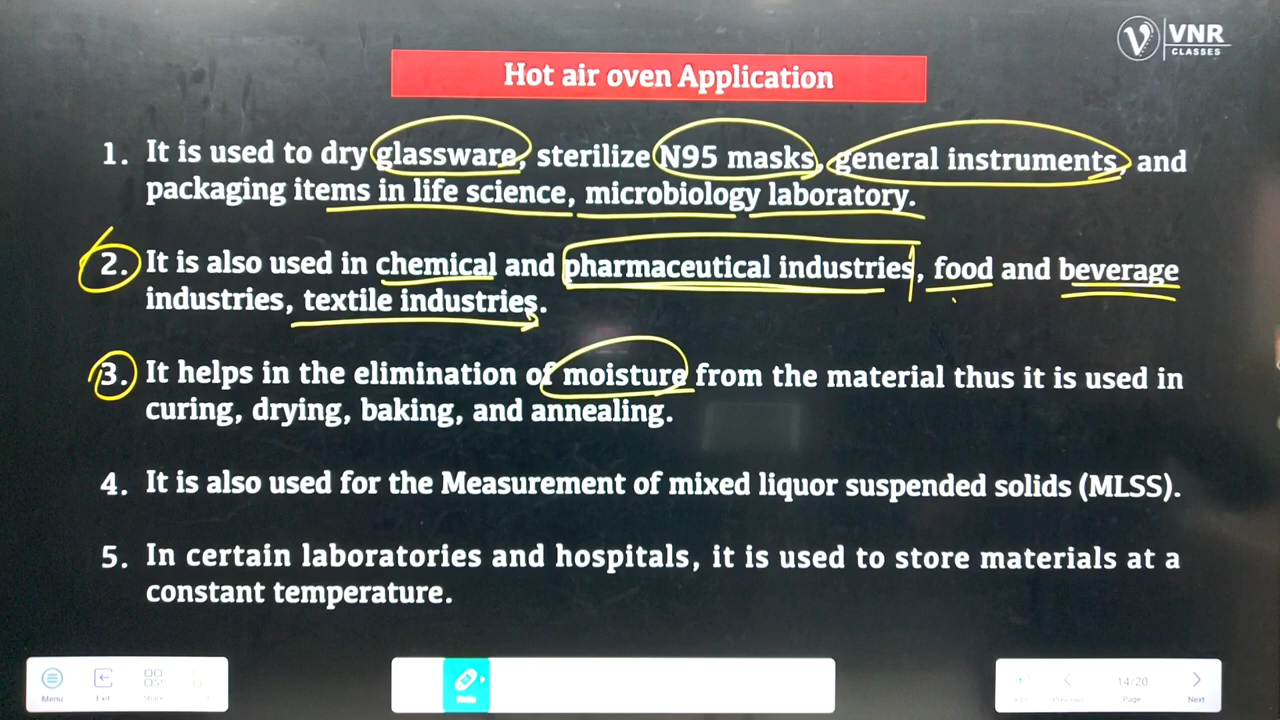 VNR
CLASSES
Hot air oven Application
1. It is used to dry glassware, sterilize N95 masks, general instruments, and
packaging items in life science, microbiology laboratory.
2. It is also used in chemical and pharmaceutical industries, food and beverage
industries, textile industries.
3. It helps in the elimination of moisture from the material thus it is used in
curing, drying, baking, and annealing.
4. It is also used for the Measurement of mixed liquor suspended solids (MLSS).
5. In certain laboratories and hospitals, it is used to store materials at a
constant temperature.
Menu Exit Share Write Previous 14/20 Page Next